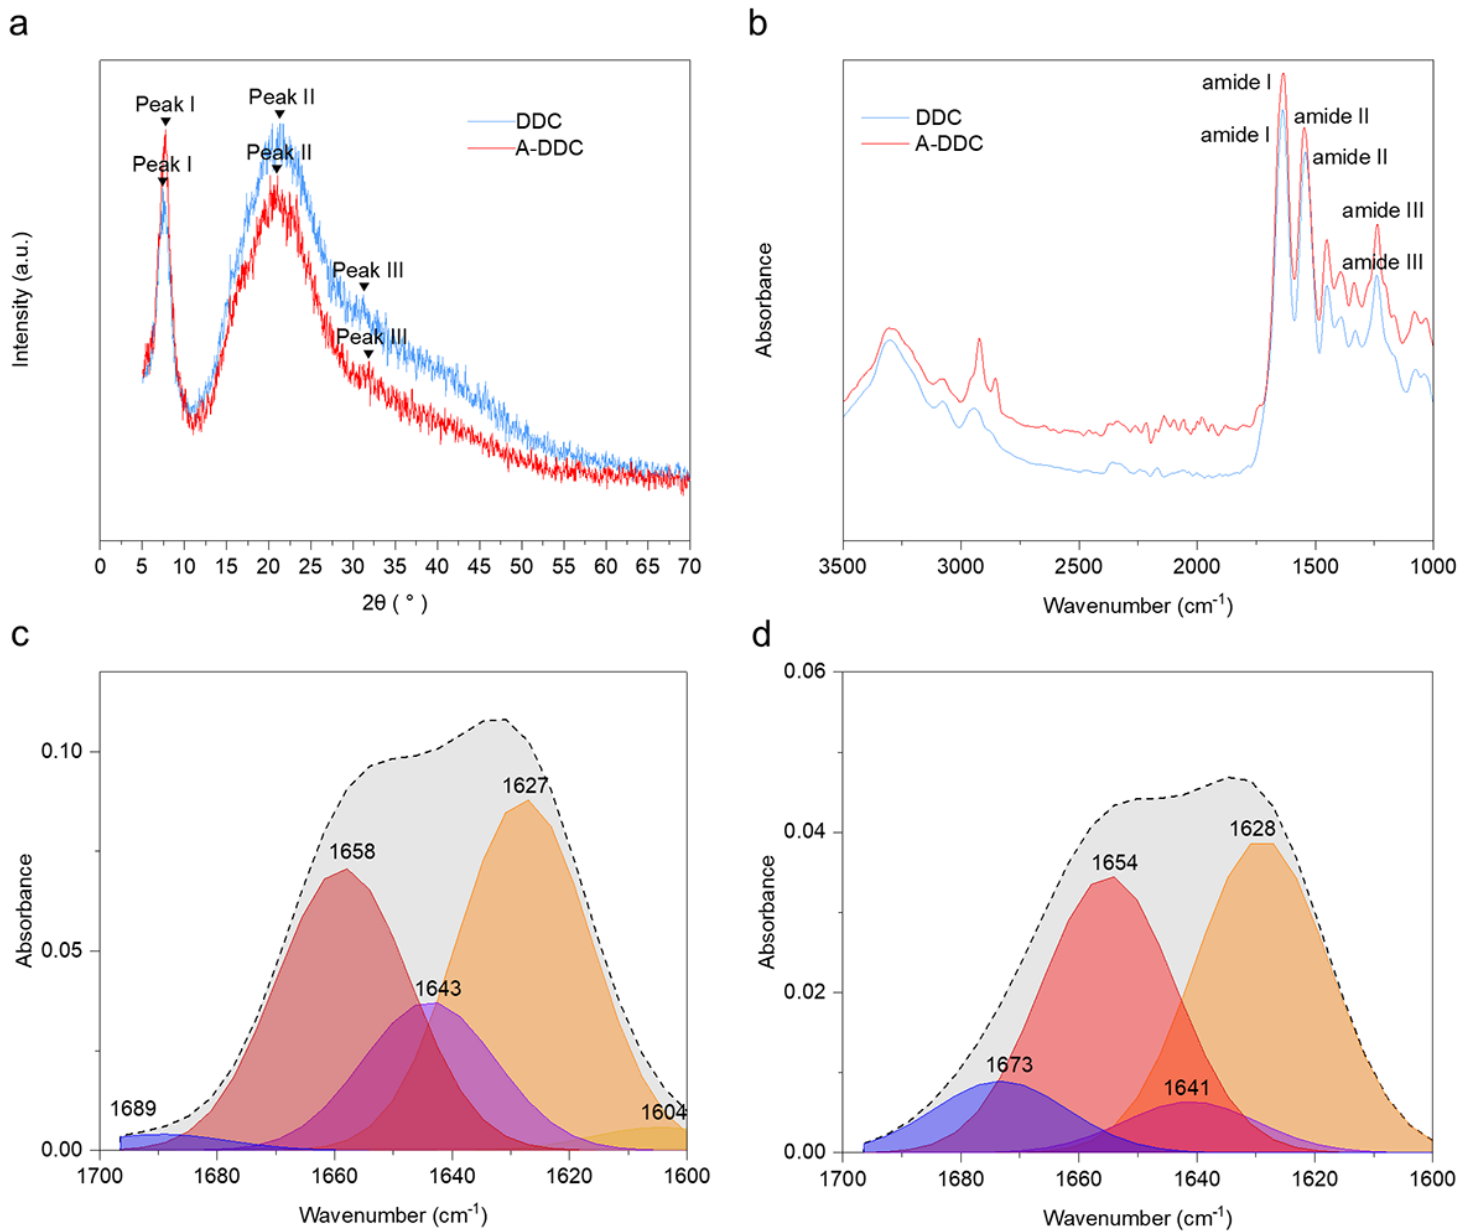 a
Peak I
Peak I
Peak II
Peak II
Peak III
Peak III
DDC
A-DDC
Intensity (a.u.)
0 5 10 15 20 25 30 35 40 45 50 55 60 65 70
2θ ( ° )
b
DDC
A-DDC
amide I
amide I
amide II
amide II
amide III
amide III
Absorbance
3500 3000 2500 2000 1500 1000
Wavenumber (cm⁻¹)
c
0.10
0.05
0.00
Absorbance
1627
1658
1643
1689
1604
1700 1680 1660 1640 1620 1600
Wavenumber (cm⁻¹)
d
0.06
0.04
0.02
0.00
Absorbance
1628
1654
1673
1641
1700 1680 1660 1640 1620 1600
Wavenumber (cm⁻¹)